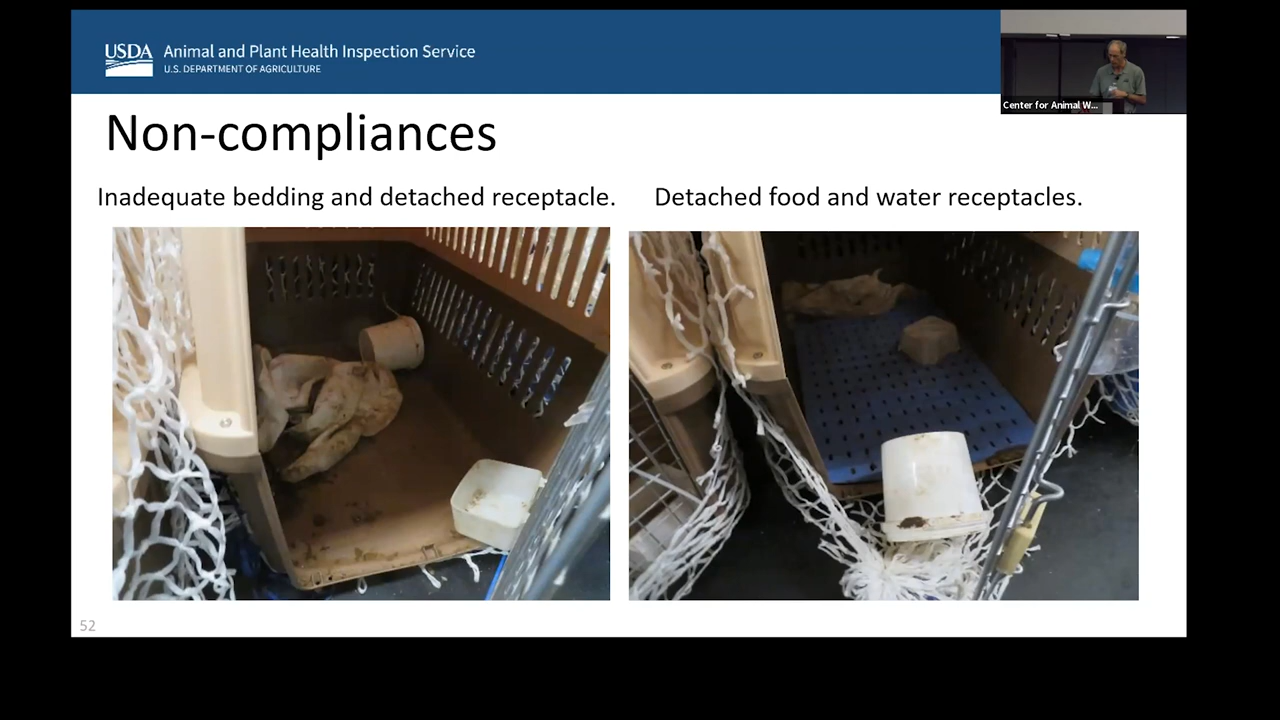 USDA Animal and Plant Health Inspection Service
U.S. DEPARTMENT OF AGRICULTURE
Center for Animal W...
Non-compliances
Inadequate bedding and detached receptacle.
Detached food and water receptacles.
52